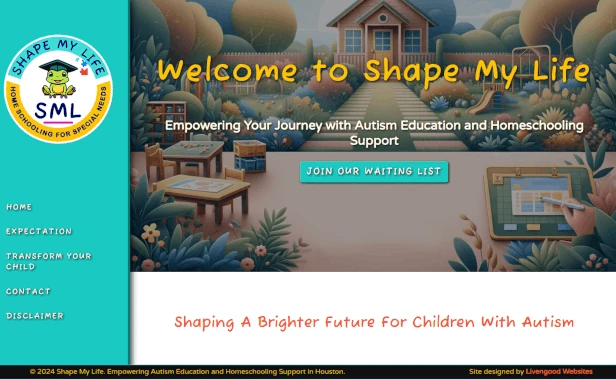 SHAPE MY LIFE
SML
HOME SCHOOLING FOR SPECIAL NEEDS
HOME
EXPECTATION
TRANSFORM YOUR
CHILD
CONTACT
DISCLAIMER
Welcome to Shape My Life
Empowering Your Journey with Autism Education and Homeschooling
Support
JOIN OUR WAITING LIST
Shaping A Brighter Future For Children With Autism
© 2024 Shape My Life. Empowering Autism Education and Homeschooling Support in Houston.
Site designed by Livengood Websites